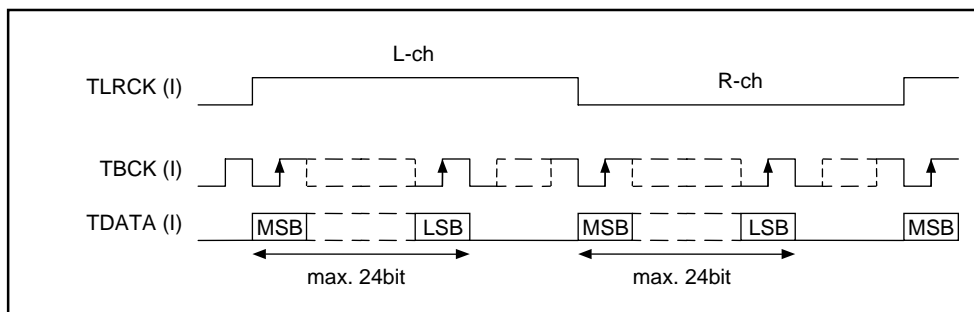 L-ch
TLRCK (I)
R-ch
TBCK (I)
TDATA (I)
MSB
LSB
MSB
LSB
MSB
max. 24bit
max. 24bit